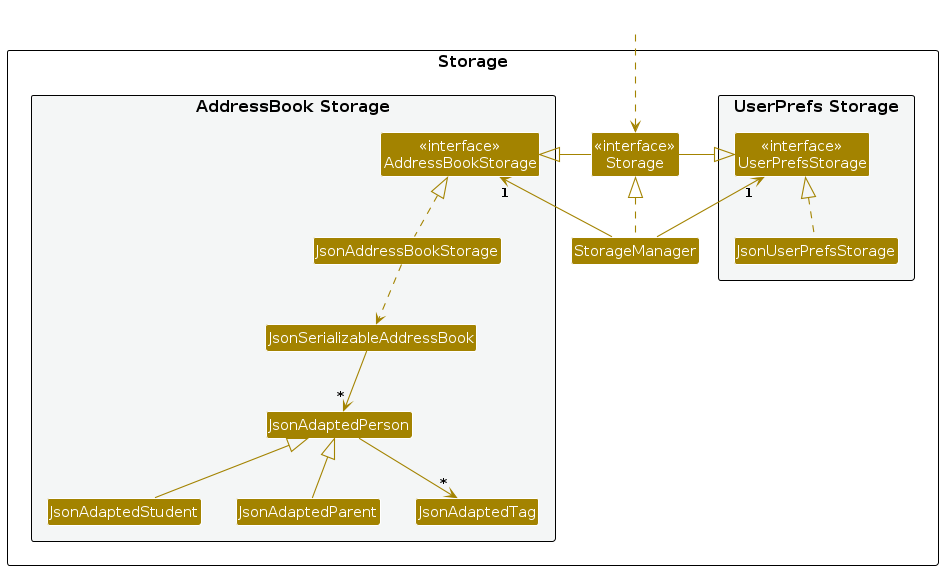 Storage
AddressBook Storage
UserPrefs Storage
«interface»
AddressBookStorage
«interface»
Storage
«interface»
UserPrefsStorage
1
1
JsonAddressBookStorage
StorageManager
JsonUserPrefsStorage
JsonSerializableAddressBook
*
JsonAdaptedPerson
*
JsonAdaptedStudent
JsonAdaptedParent
JsonAdaptedTag